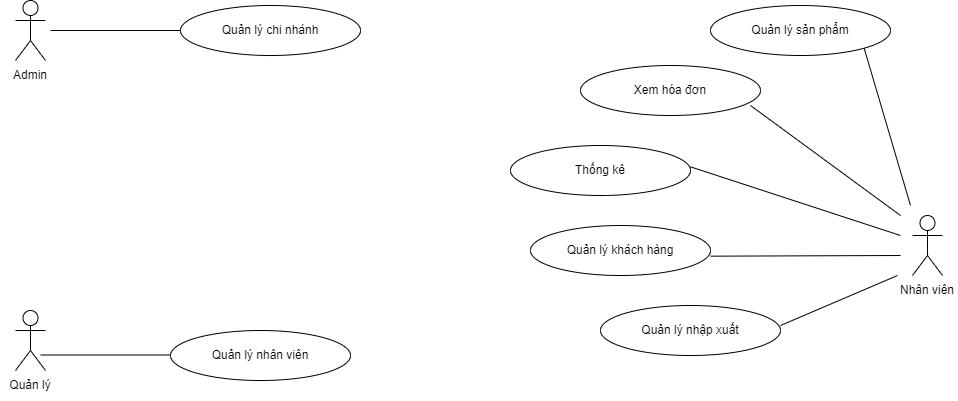 Quản lý chi nhánh
Admin
Quản lý sản phẩm
Xem hóa đơn
Thống kê
Quản lý khách hàng
Nhân viên
Quản lý nhập xuất
Quản lý nhân viên
Quản lý